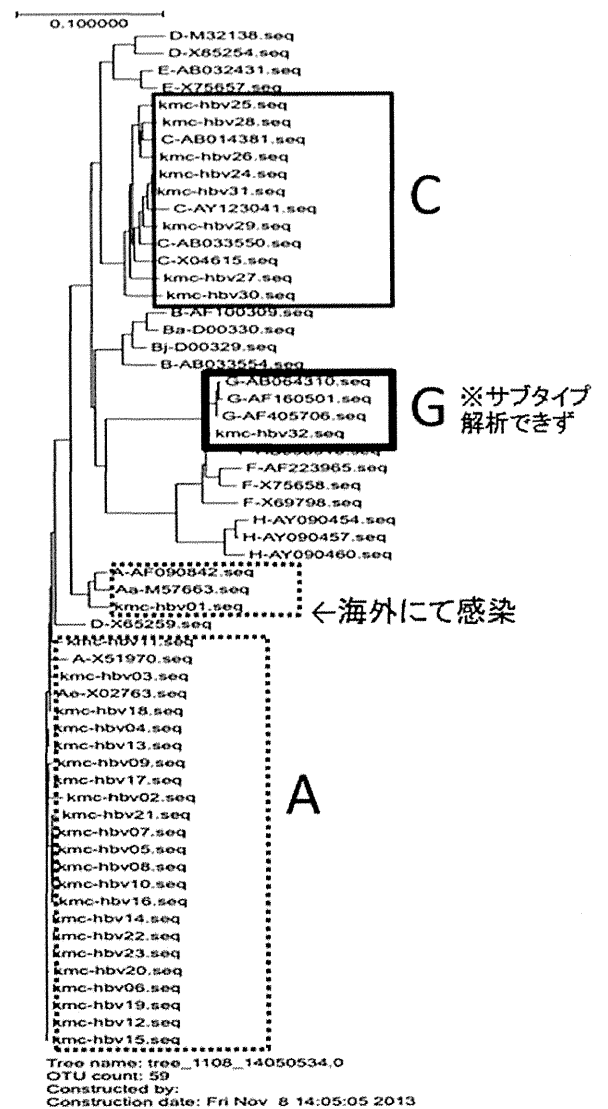 0.100000
D-M32138.seq
D-X85254.seq
E-AB032431.seq
E-X75657.seq
kmc-hbv25.seq
kmc-hbv28.seq
C-AB014381.seq
kmc-hbv26.seq
kmc-hbv24.seq
kmc-hbv31.seq
C-AY123041.seq
kmc-hbv29.seq
C-AB033550.seq
C-X04615.seq
kmc-hbv27.seq
kmc-hbv30.seq
C
B-AF100309.seq
Ba-D00330.seq
Bj-D00329.seq
B-AB033554.seq
G-AB064310.seq
G-AF160501.seq
G-AF405706.seq
kmc-hbv32.seq
G
※サブタイプ
解析できず
F-AF223965.seq
F-X75658.seq
F-X69798.seq
H-AY090454.seq
H-AY090457.seq
H-AY090460.seq
A-AF090842.seq
Aa-M57663.seq
kmc-hbv01.seq
←海外にて感染
D-X65259.seq
kmc-hbv11.seq
A-X51970.seq
kmc-hbv03.seq
Ae-X02763.seq
kmc-hbv18.seq
kmc-hbv04.seq
kmc-hbv13.seq
kmc-hbv09.seq
kmc-hbv17.seq
kmc-hbv02.seq
kmc-hbv21.seq
kmc-hbv07.seq
kmc-hbv05.seq
kmc-hbv08.seq
kmc-hbv10.seq
kmc-hbv16.seq
kmc-hbv14.seq
kmc-hbv22.seq
kmc-hbv23.seq
kmc-hbv20.seq
kmc-hbv06.seq
kmc-hbv19.seq
kmc-hbv12.seq
kmc-hbv15.seq
A
Tree name: tree_1108_14050534,0
OTU count: 59
Constructed by:
Construction date: Fri Nov 8 14:05:05 2013